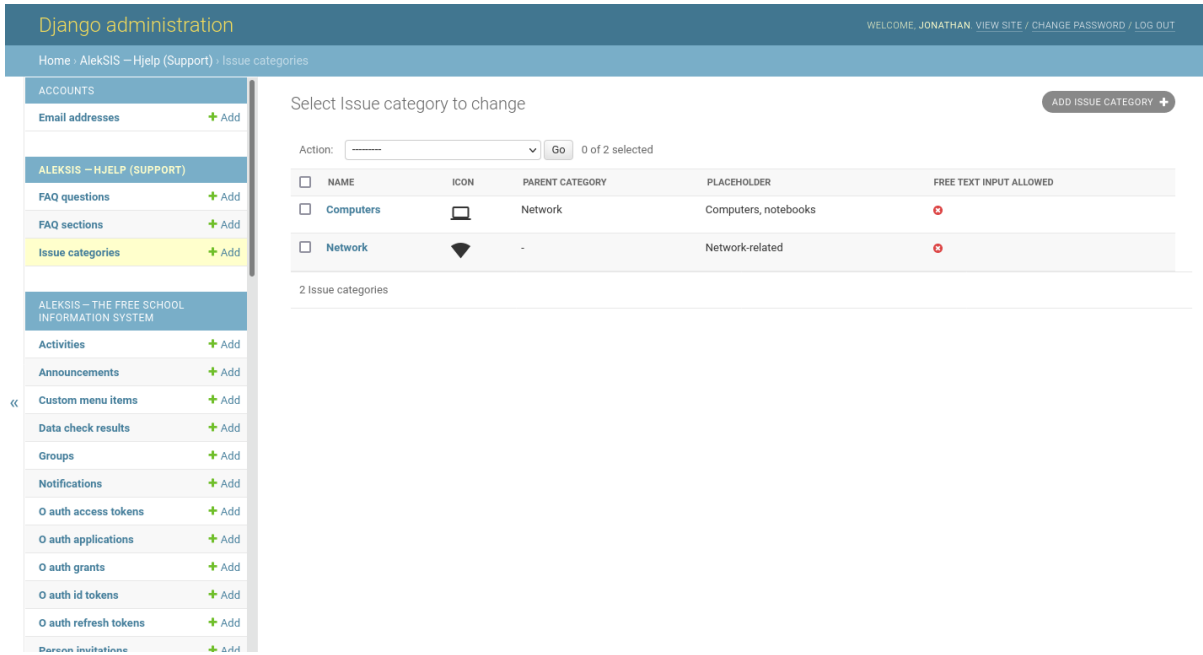 Django administration
WELCOME, JONATHAN. VIEW SITE / CHANGE PASSWORD / LOG OUT
Home › AlekSIS — Hjelp (Support) › Issue categories
ACCOUNTS
Email addresses + Add
ALEKSIS — HJELP (SUPPORT)
FAQ questions + Add
FAQ sections + Add
Issue categories + Add
ALEKSIS — THE FREE SCHOOL
INFORMATION SYSTEM
Activities + Add
Announcements + Add
Custom menu items + Add
Data check results + Add
Groups + Add
Notifications + Add
O auth access tokens + Add
O auth applications + Add
O auth grants + Add
O auth id tokens + Add
O auth refresh tokens + Add
Person invitations + Add
«
Select Issue category to change
ADD ISSUE CATEGORY +
Action: --------- Go 0 of 2 selected
NAME ICON PARENT CATEGORY PLACEHOLDER FREE TEXT INPUT ALLOWED
Computers Network Computers, notebooks
Network - Network-related
2 Issue categories